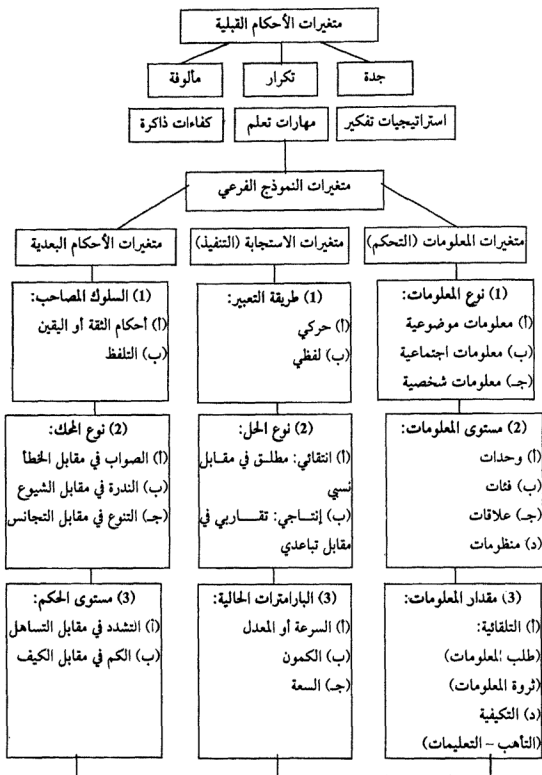 متغيرات الأحكام القبلية
جدة
تكرار
مألوفة
استراتيجيات تفكير
مهارات تعلم
كفاءات ذاكرة
متغيرات النموذج الفرعي
متغيرات المعلومات (التحكم)
متغيرات الاستجابة (التنفيذ)
متغيرات الأحكام البعدية
(1) نوع المعلومات:
(أ) معلومات موضوعية
(ب) معلومات اجتماعية
(جـ) معلومات شخصية
(1) طريقة التعبير:
(أ) حركي
(ب) لفظي
(1) السلوك المصاحب:
(أ) أحكام الثقة أو اليقين
(ب) التلفظ
(2) مستوى المعلومات:
(أ) وحدات
(ب) فئات
(جـ) علاقات
(د) منظومات
(2) نوع الحل:
(أ) انتقائي: مطلق في مقابل
نسبي
(ب) إنتاجي: تقاربي في
مقابل تباعدي
(2) نوع المحك:
(أ) الصواب في مقابل الخطأ
(ب) الندرة في مقابل الشيوع
(جـ) التنوع في مقابل التجانس
(3) مقدار المعلومات:
(أ) التلقائية:
(طلب المعلومات)
(ثروة المعلومات)
(د) التكيفية
(التأهب – التعليمات)
(3) البارامترات الحالية:
(أ) السرعة أو المعدل
(ب) الكمون
(جـ) السعة
(3) مستوى الحكم:
(أ) التشدد في مقابل التساهل
(ب) الكم في مقابل الكيف